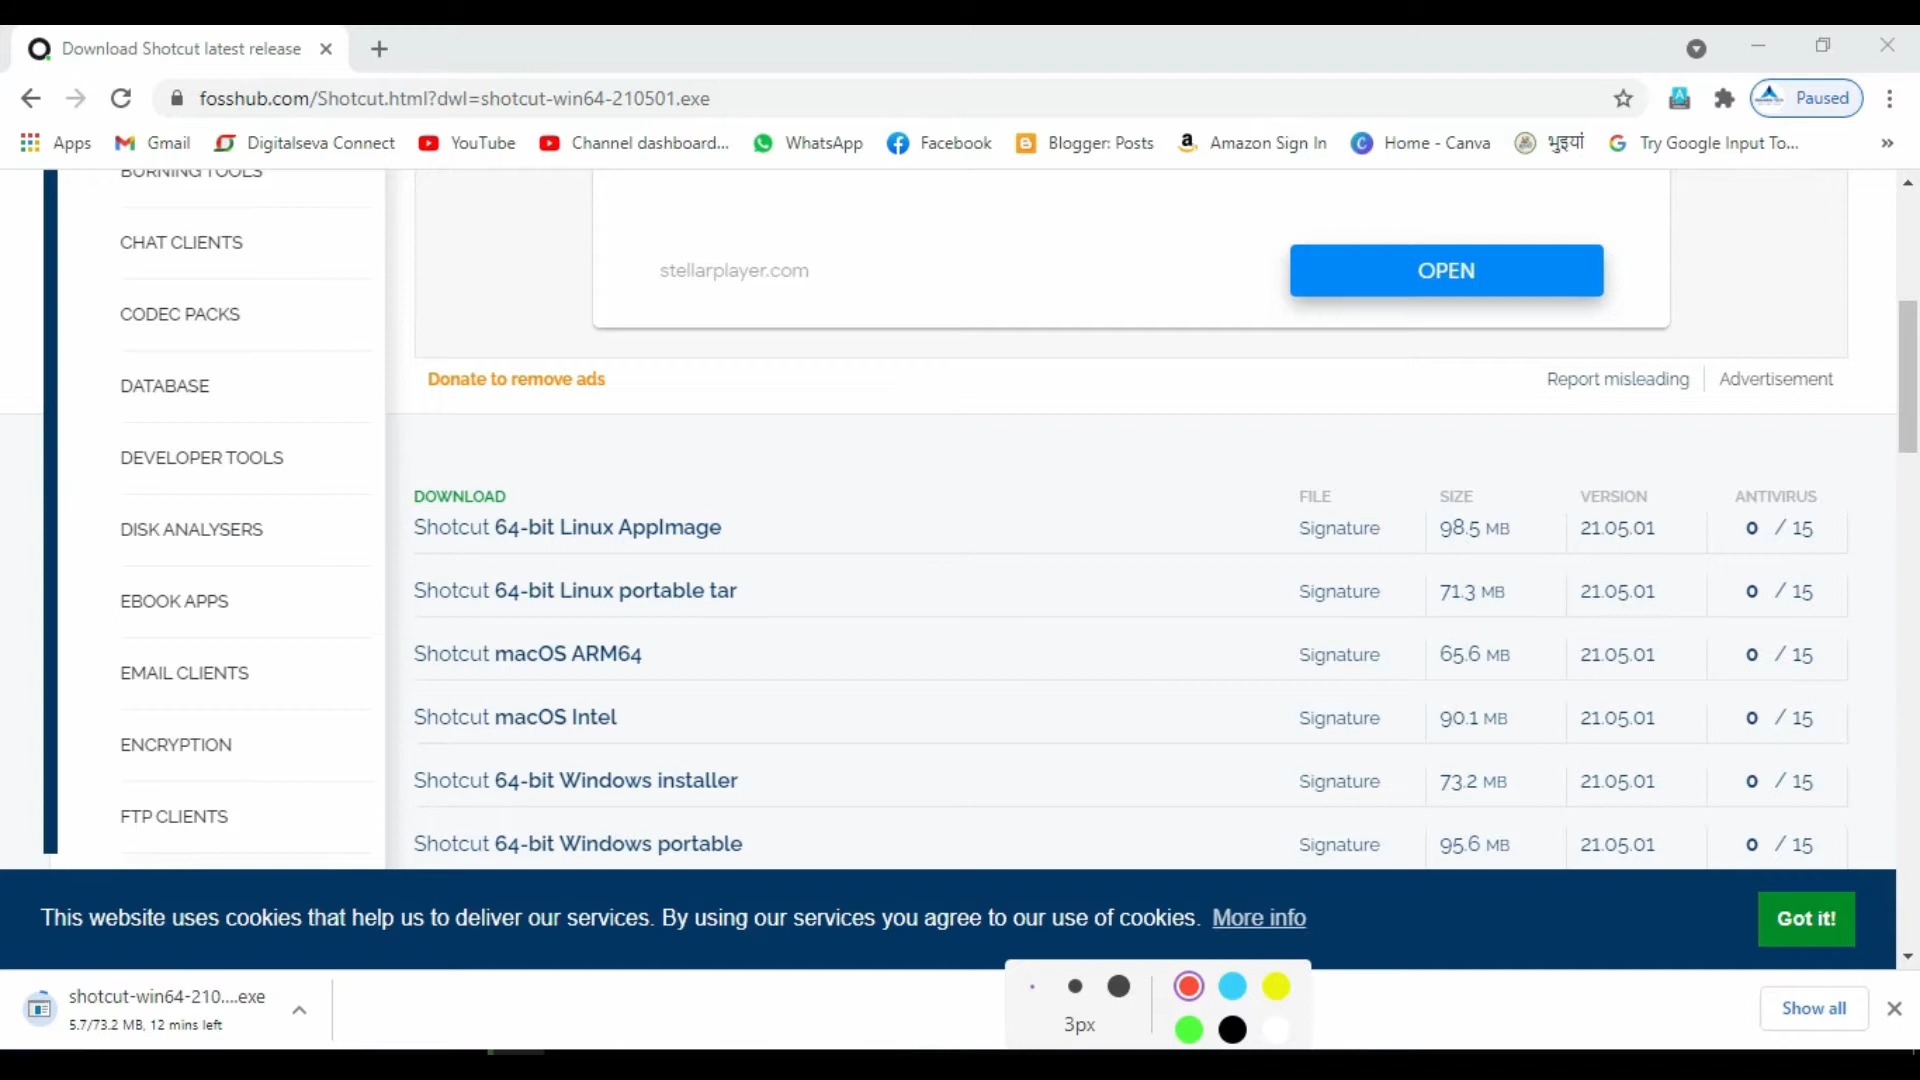 Download Shotcut latest release
fosshub.com/Shotcut.html?dwl=shotcut-win64-210501.exe
Paused
Apps Gmail Digitalseva Connect YouTube Channel dashboard... WhatsApp Facebook Blogger: Posts Amazon Sign In Home - Canva भुइयां Try Google Input To... »
BURNING TOOLS
CHAT CLIENTS
CODEC PACKS
DATABASE
DEVELOPER TOOLS
DISK ANALYSERS
EBOOK APPS
EMAIL CLIENTS
ENCRYPTION
FTP CLIENTS
stellarplayer.com OPEN
Donate to remove ads Report misleading Advertisement
DOWNLOAD FILE SIZE VERSION ANTIVIRUS
Shotcut 64-bit Linux AppImage Signature 98.5 MB 21.05.01 0 / 15
Shotcut 64-bit Linux portable tar Signature 71.3 MB 21.05.01 0 / 15
Shotcut macOS ARM64 Signature 65.6 MB 21.05.01 0 / 15
Shotcut macOS Intel Signature 90.1 MB 21.05.01 0 / 15
Shotcut 64-bit Windows installer Signature 73.2 MB 21.05.01 0 / 15
Shotcut 64-bit Windows portable Signature 95.6 MB 21.05.01 0 / 15
This website uses cookies that help us to deliver our services. By using our services you agree to our use of cookies. More info Got it!
shotcut-win64-210....exe
5.7/73.2 MB, 12 mins left
3px
Show all